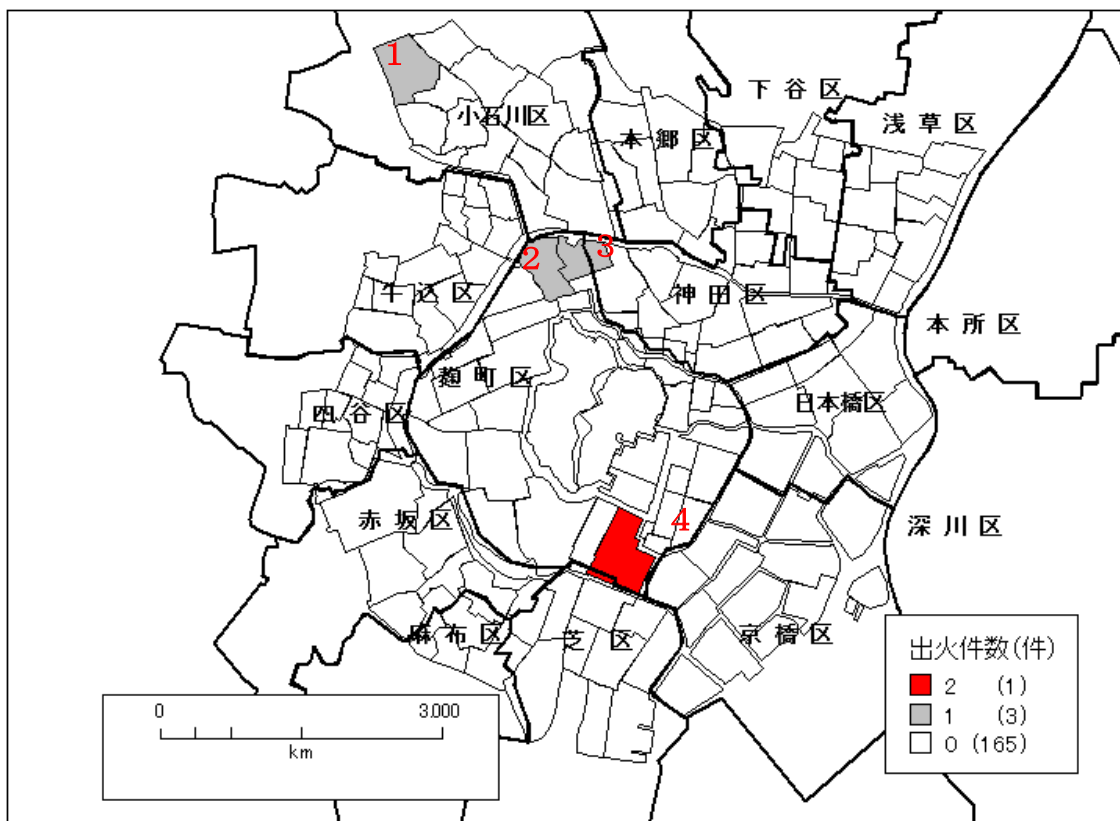 1
小石川区
下谷区
浅草区
本郷区
2
3
牛込区
神田区
本所区
麹町区
四谷区
日本橋区
赤坂区
4
深川区
麻布区
芝区
京橋区
出火件数(件)
2 (1)
1 (3)
0 (165)
0 3.000
km